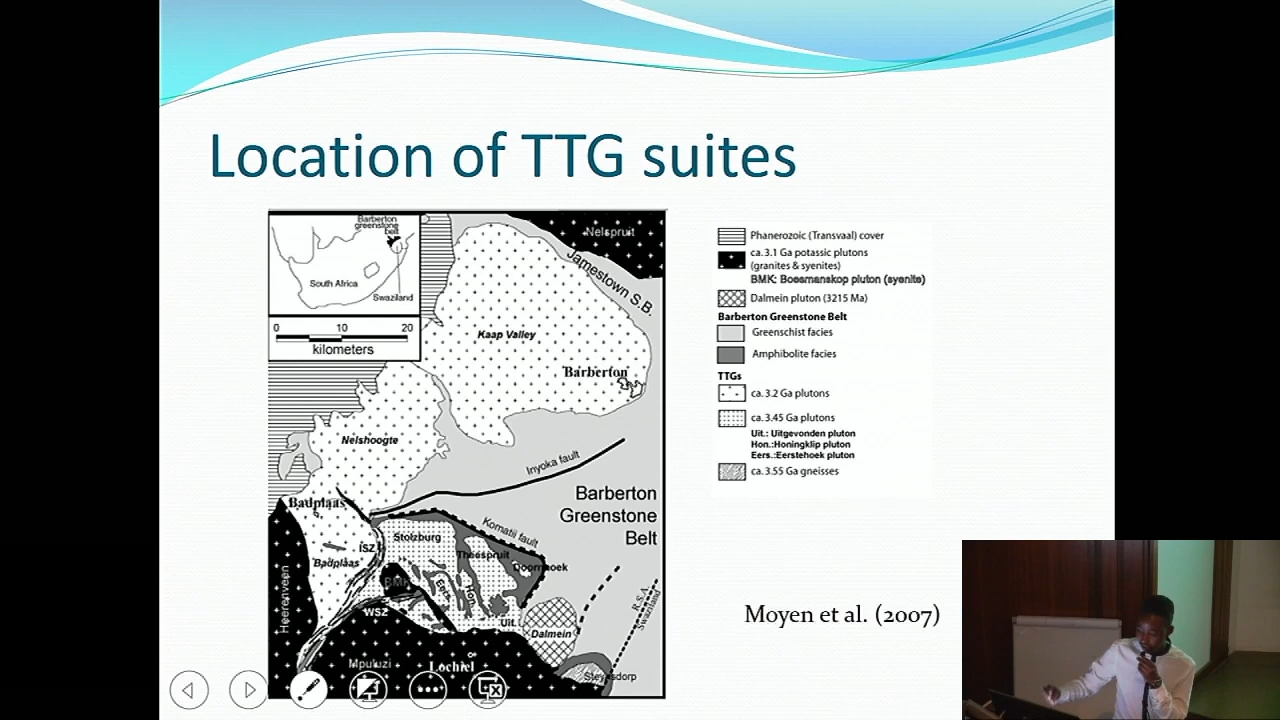 Location of TTG suites
Barberton
greenstone
belt
South Africa
Swaziland
0 10 20
kilometers
Nelspruit
Jamestown S.B.
Kaap Valley
Barberton
Nelshoogte
Inyoka fault
Barberton
Greenstone
Belt
Badplaas
Komatii fault
Stolzburg
ISZ
Theespruit
Badplaas
Doornhoek
BMK
Eers.
Hon.
Heerenveen
WSZ
Uit.
Dalmein
R.S.A.
Swaziland
Mpuluzi
Lochiel
Steynsdorp
Phanerozoic (Transvaal) cover
ca.3.1 Ga potassic plutons
(granites & syenites)
BMK: Boesmanskop pluton (syenite)
Dalmein pluton (3215 Ma)
Barberton Greenstone Belt
Greenschist facies
Amphibolite facies
TTGs
ca.3.2 Ga plutons
ca.3.45 Ga plutons
Uit.: Uitgevonden pluton
Hon.:Honingklip pluton
Eers.:Eerstehoek pluton
ca.3.55 Ga gneisses
Moyen et al. (2007)